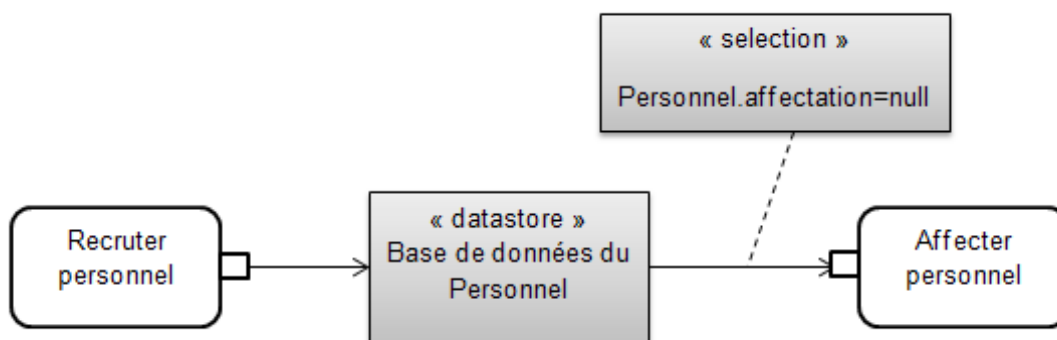 « selection »
Personnel.affectation=null
Recruter
personnel
« datastore »
Base de données du
Personnel
Affecter
personnel